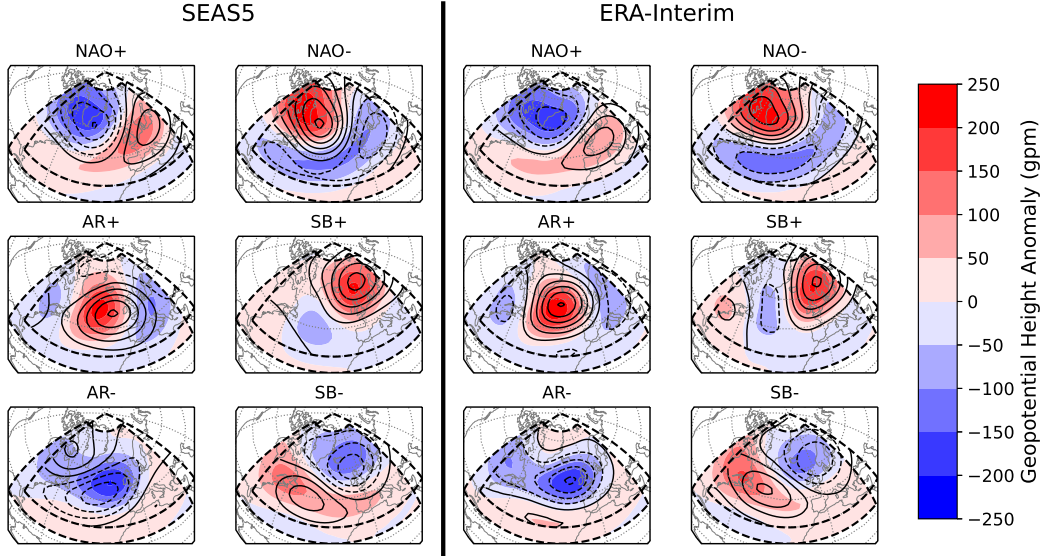 SEAS5
ERA-Interim
NAO+
NAO-
NAO+
NAO-
AR+
SB+
AR+
SB+
AR-
SB-
AR-
SB-
250
200
150
100
50
0
−50
−100
−150
−200
−250
Geopotential Height Anomaly (gpm)